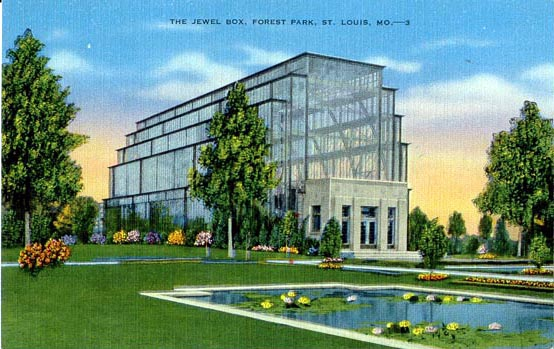 THE JEWEL BOX, FOREST PARK, ST. LOUIS, MO.—3